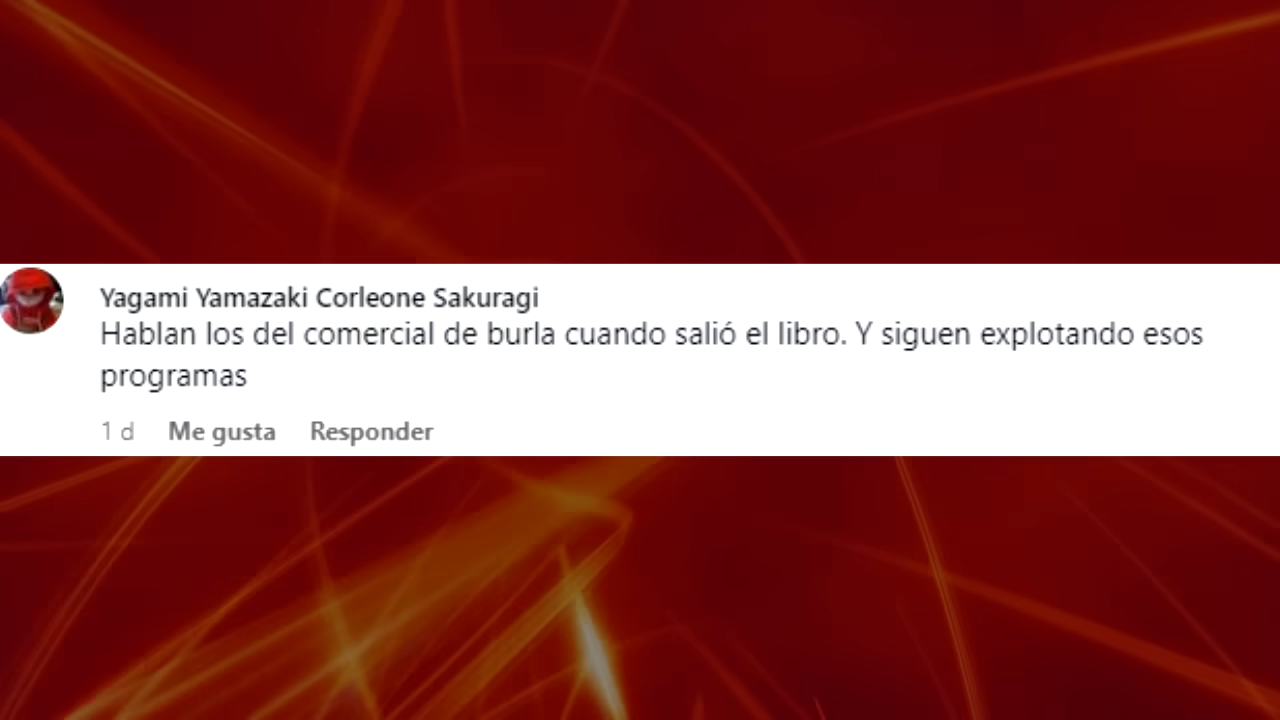 Yagami Yamazaki Corleone Sakuragi
Hablan los del comercial de burla cuando salió el libro. Y siguen explotando esos
programas
1 d Me gusta Responder